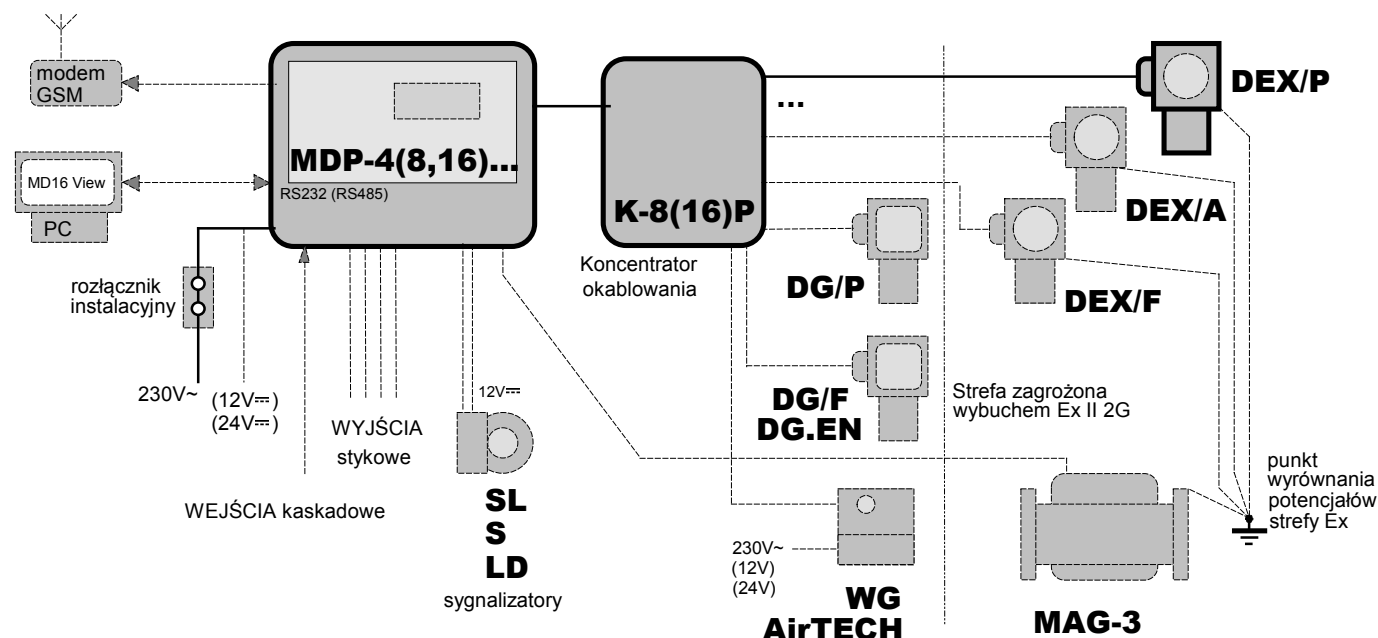 modem
GSM
MD16 View
PC
MDP-4(8,16)...
RS232 (RS485)
K-8(16)P
Koncentrator
okablowania
...
DEX/P
DEX/A
DEX/F
DG/P
DG/F
DG.EN
Strefa zagrożona
wybuchem Ex II 2G
rozłącznik
instalacyjny
230V~
(12V⎓)
(24V⎓)
WYJŚCIA
stykowe
12V⎓
WEJŚCIA kaskadowe
SL
S
LD
sygnalizatory
230V~
(12V)
(24V)
WG
AirTECH
MAG-3
punkt
wyrównania
potencjałów
strefy Ex